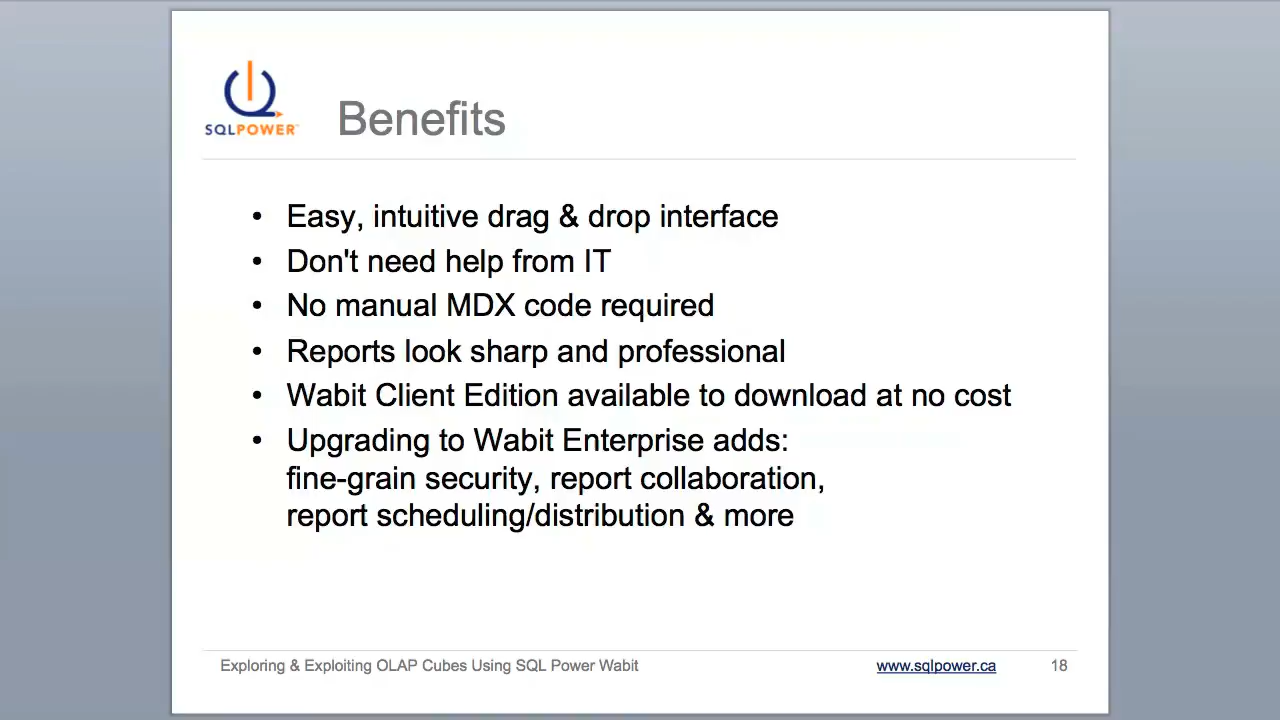 SQLPOWER™
Benefits
• Easy, intuitive drag & drop interface
• Don't need help from IT
• No manual MDX code required
• Reports look sharp and professional
• Wabit Client Edition available to download at no cost
• Upgrading to Wabit Enterprise adds:
fine-grain security, report collaboration,
report scheduling/distribution & more
Exploring & Exploiting OLAP Cubes Using SQL Power Wabit
www.sqlpower.ca
18